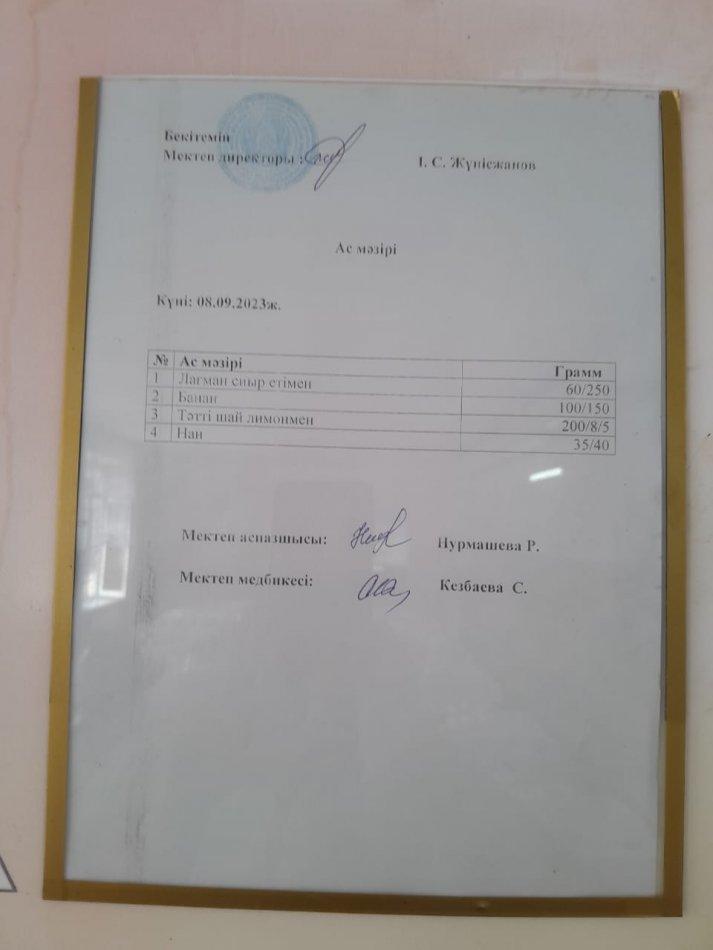 Бекітемін
Мектеп директоры : І. С. Жүнісжанов
Ас мәзірі
Күні: 08.09.2023ж.
№ Ас мәзірі Грамм
1 Лағман сиыр етімен 60/250
2 Банан 100/150
3 Тәтті шай лимонмен 200/8/5
4 Нан 35/40
Мектеп аспазшысы: Нурмашева Р.
Мектеп медбикесі: Кезбаева С.